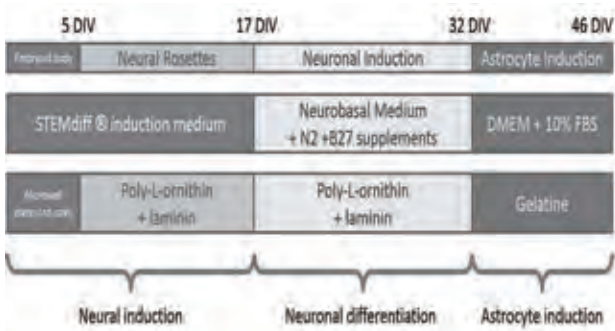 5 DIV 17 DIV 32 DIV 46 DIV
Embryoid body Neural Rosettes Neuronal Induction Astrocyte Induction
STEMdiff ® induction medium
Neurobasal Medium
+ N2 +B27 supplements
DMEM + 10% FBS
Poly-L-ornithin
+ laminin
Poly-L-ornithin
+ laminin
Gelatine
Neural induction Neuronal differentiation Astrocyte induction